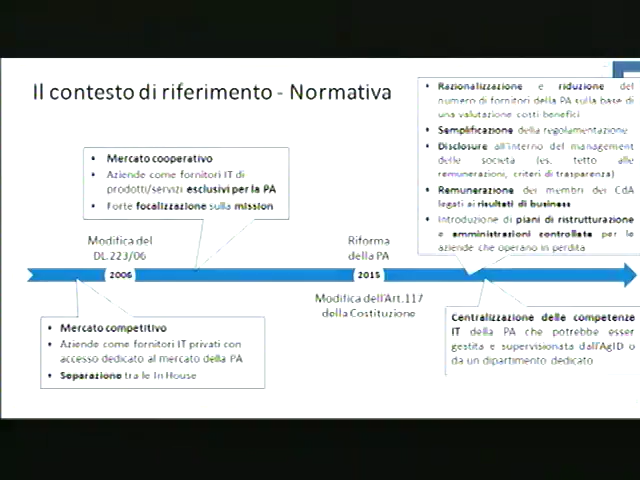 Il contesto di riferimento - Normativa
• Razionalizzazione e riduzione del
numero di fornitori della PA sulla base di
una valutazione costi benefici
• Semplificazione della regolamentazione
• Disclosure all'interno del management
delle società (es. tetto alle
remunerazioni, criteri di trasparenza)
• Remunerazione dei membri dei CdA
legati ai risultati di business
• Introduzione di piani di ristrutturazione
e amministrazioni controllate per le
aziende che operano in perdita
• Mercato cooperativo
• Aziende come fornitori IT di
prodotti/servizi esclusivi per la PA
• Forte focalizzazione sulla mission
Modifica del
DL.223/06
Riforma
della PA
2006
2015
Modifica dell'Art.117
della Costituzione
• Mercato competitivo
• Aziende come fornitori IT privati con
accesso dedicato al mercato della PA
• Separazione tra le In House
Centralizzazione delle competenze
IT della PA che potrebbe esser
gestita e supervisionata dall'AgID o
da un dipartimento dedicato